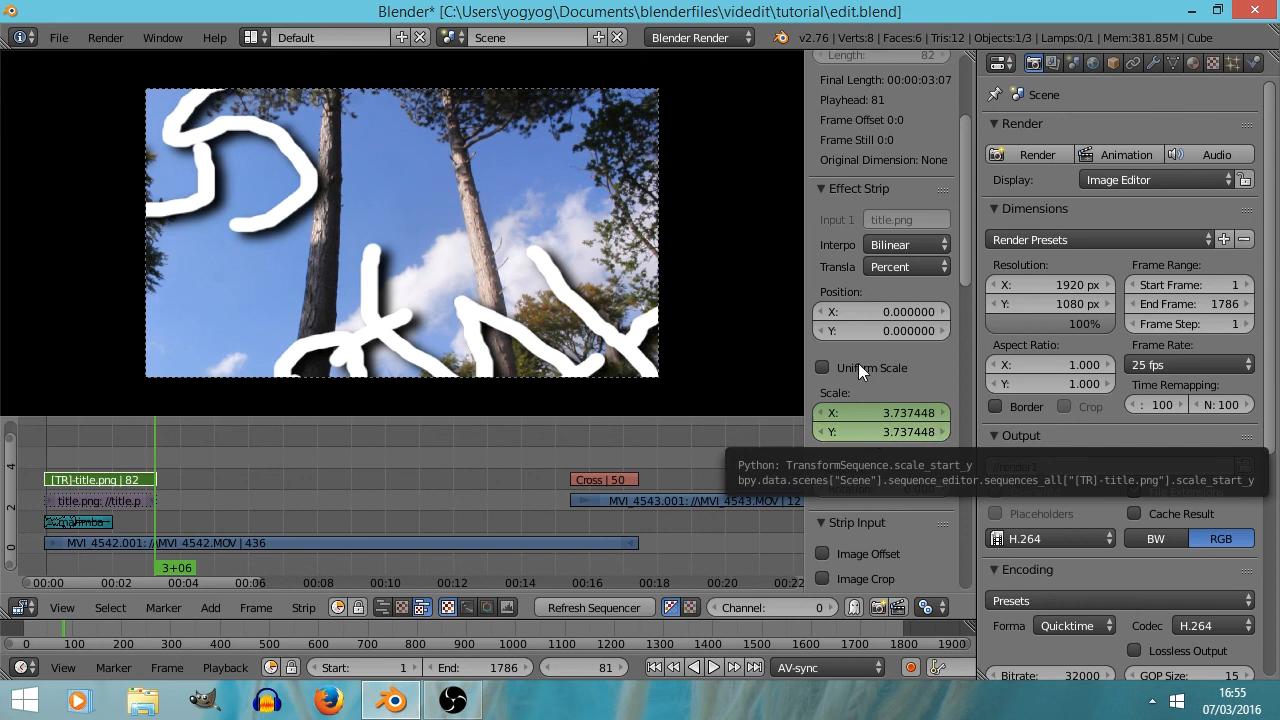 Blender* [C:\Users\yogyog\Documents\blenderfiles\videdit\tutorial\edit.blend]
File Render Window Help Default Scene Blender Render v2.76 | Verts:8 | Faces:6 | Tris:12 | Objects:1/3 | Lamps:0/1 | Mem:381.85M | Cube
Length: 82
Final Length: 00:00:03:07
Playhead: 81
Frame Offset 0:0
Frame Still 0:0
Original Dimension: None
Effect Strip
Input 1 title.png
Interpo Bilinear
Transla Percent
Position:
X: 0.000000
Y: 0.000000
Uniform Scale
Scale:
X: 3.737448
Y: 3.737448
Python: TransformSequence.scale_start_y
bpy.data.scenes["Scene"].sequence_editor.sequences_all["[TR]-title.png"].scale_start_y
Strip Input
Image Offset
Image Crop
Scene
Render
Render Animation Audio
Display: Image Editor
Dimensions
Render Presets
Resolution: Frame Range:
X: 1920 px Start Frame: 1
Y: 1080 px End Frame: 1786
100% Frame Step: 1
Aspect Ratio: Frame Rate:
X: 1.000 25 fps
Y: 1.000 Time Remapping:
Border Crop : 100 N: 100
Output
Placeholders Cache Result
H.264 BW RGB
Encoding
Presets
Forma Quicktime Codec H.264
Lossless Output
Bitrate: 32000 GOP Size: 15
4
2
0
[TR]-title.png | 82 Cross | 50
title.png: //title.p MVI_4543.001: //MVI_4543.MOV | 12
MVI_4542.001: //MVI_4542.MOV | 436
3+06
00:00 00:02 00:04 00:06 00:08 00:10 00:12 00:14 00:16 00:18 00:20 00:22
View Select Marker Add Frame Strip Refresh Sequencer Channel: 0
0 100 200 300 400 500 600 700 800 900 1000 1100 1200 1300 1400 1500 1600 1700 1800 1900
View Marker Frame Playback Start: 1 End: 1786 81 AV-sync
16:55
07/03/2016